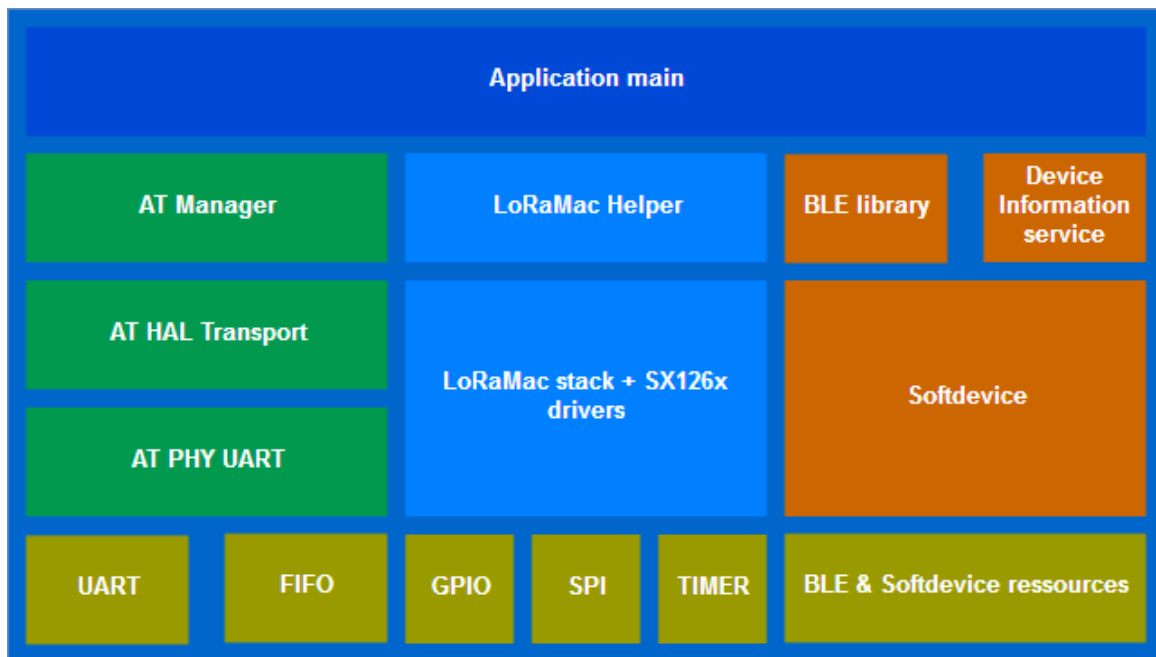 Application main
AT Manager
LoRaMac Helper
BLE library
Device
Information
service
AT HAL Transport
LoRaMac stack + SX126x
drivers
Softdevice
AT PHY UART
UART
FIFO
GPIO
SPI
TIMER
BLE & Softdevice ressources